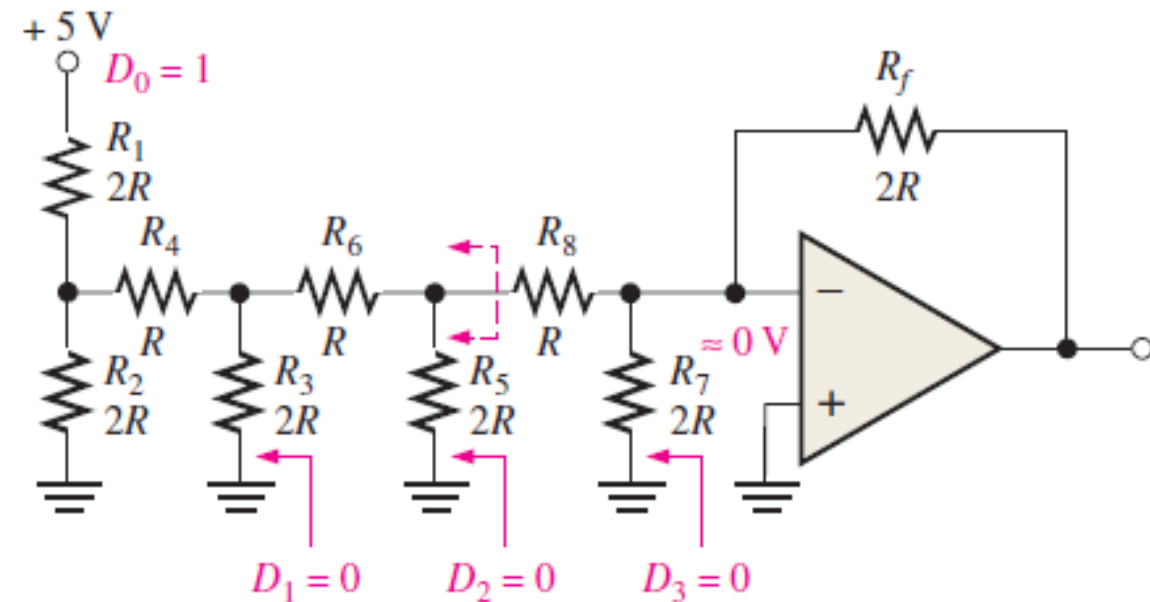 + 5 V
D₀ = 1
R₁
2R
R₄
R
R₆
R
R₈
R
R_f
2R
R₂
2R
R₃
2R
R₅
2R
R₇
2R
≈ 0 V
−
+
D₁ = 0
D₂ = 0
D₃ = 0